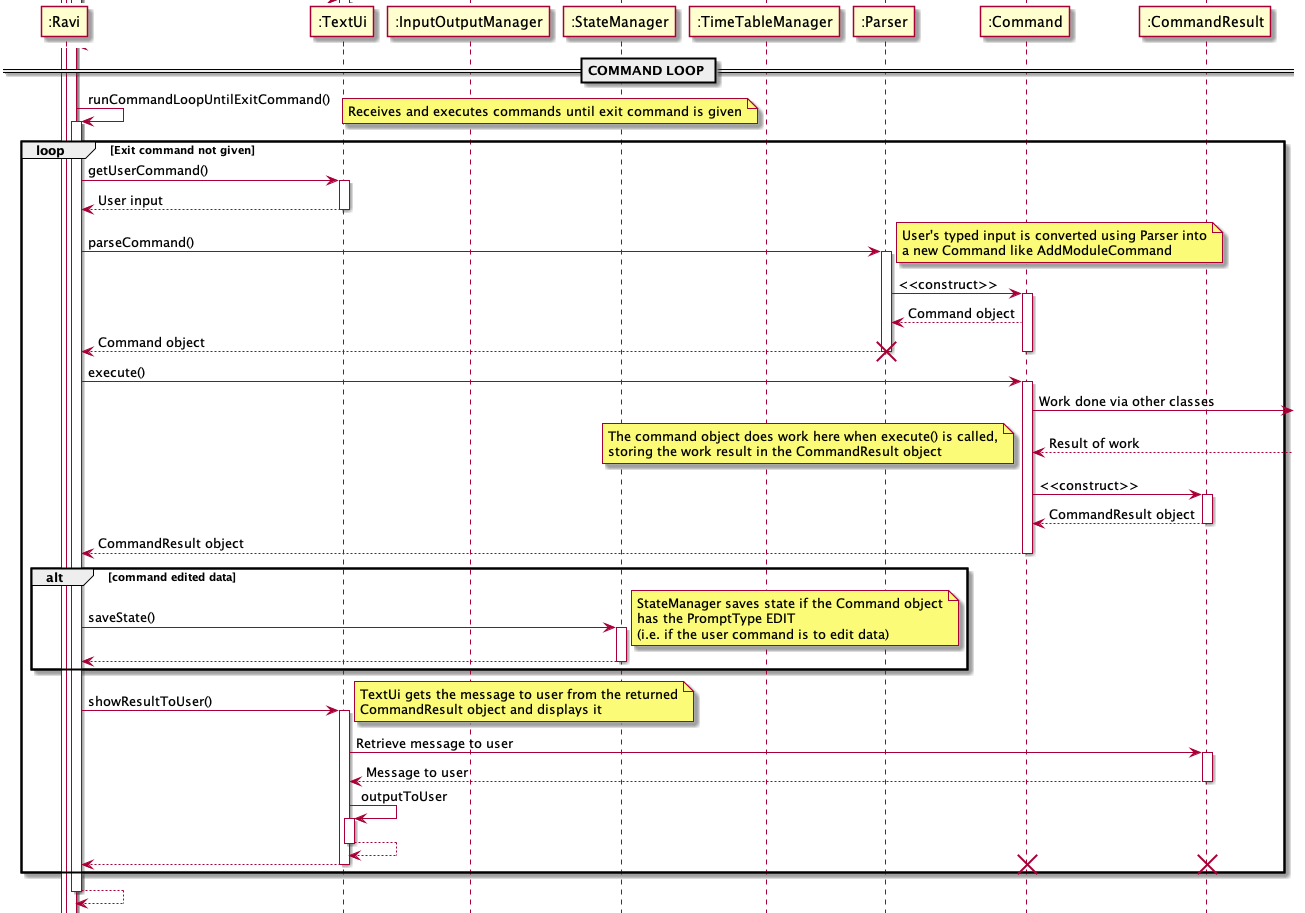 :Ravi
:TextUi
:InputOutputManager
:StateManager
:TimeTableManager
:Parser
:Command
:CommandResult
COMMAND LOOP
runCommandLoopUntilExitCommand()
Receives and executes commands until exit command is given
loop
[Exit command not given]
getUserCommand()
User input
parseCommand()
User's typed input is converted using Parser into
a new Command like AddModuleCommand
<<construct>>
Command object
Command object
execute()
Work done via other classes
The command object does work here when execute() is called,
storing the work result in the CommandResult object
Result of work
<<construct>>
CommandResult object
CommandResult object
alt
[command edited data]
saveState()
StateManager saves state if the Command object
has the PromptType EDIT
(i.e. if the user command is to edit data)
showResultToUser()
TextUi gets the message to user from the returned
CommandResult object and displays it
Retrieve message to user
Message to user
outputToUser